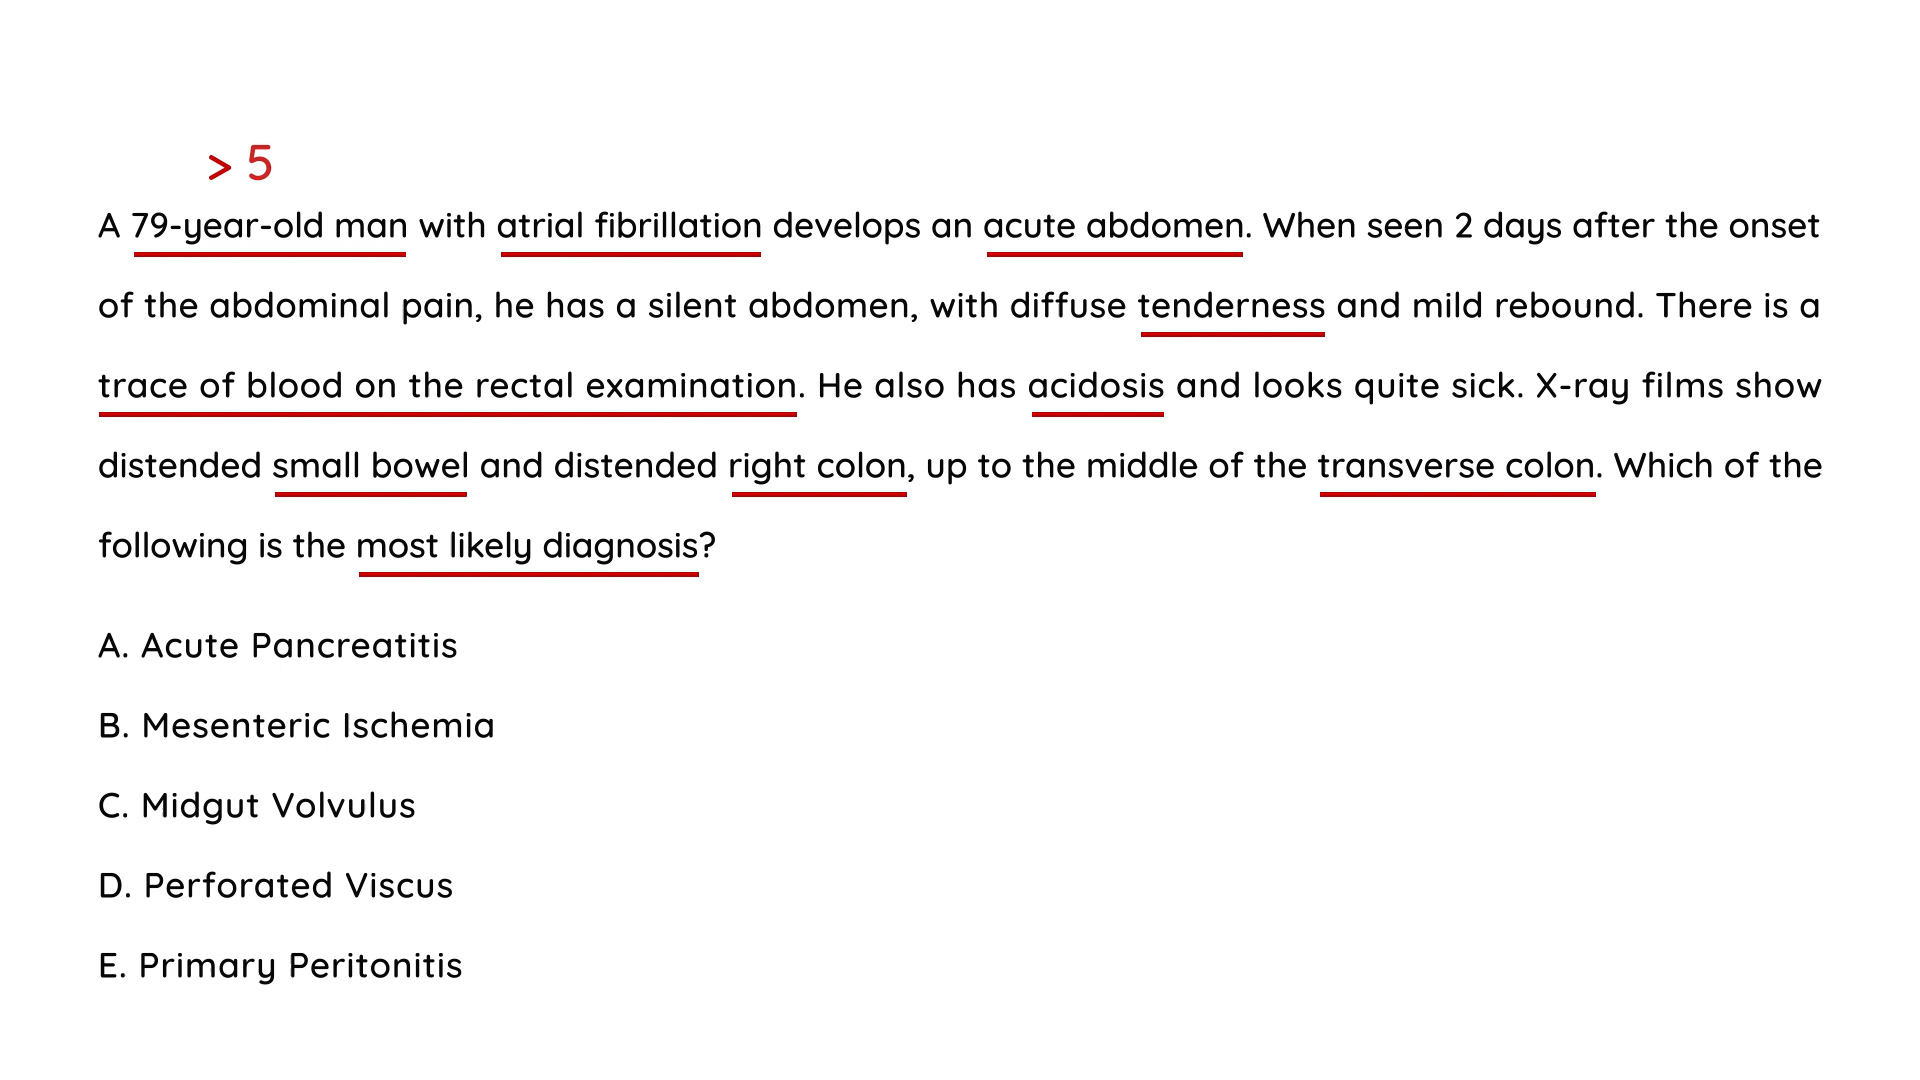 > 5
A 79-year-old man with atrial fibrillation develops an acute abdomen. When seen 2 days after the onset
of the abdominal pain, he has a silent abdomen, with diffuse tenderness and mild rebound. There is a
trace of blood on the rectal examination. He also has acidosis and looks quite sick. X-ray films show
distended small bowel and distended right colon, up to the middle of the transverse colon. Which of the
following is the most likely diagnosis?
A. Acute Pancreatitis
B. Mesenteric Ischemia
C. Midgut Volvulus
D. Perforated Viscus
E. Primary Peritonitis